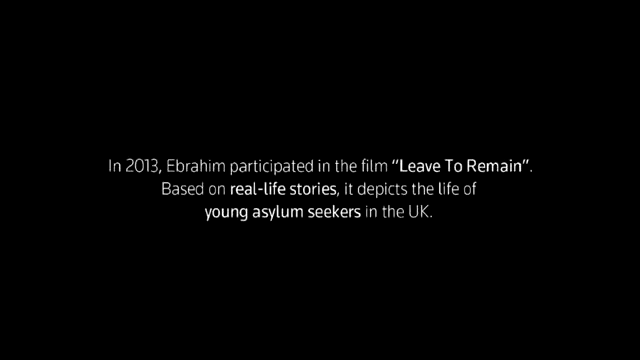 In 2013, Ebrahim participated in the film “Leave To Remain”.
Based on real-life stories, it depicts the life of
young asylum seekers in the UK.